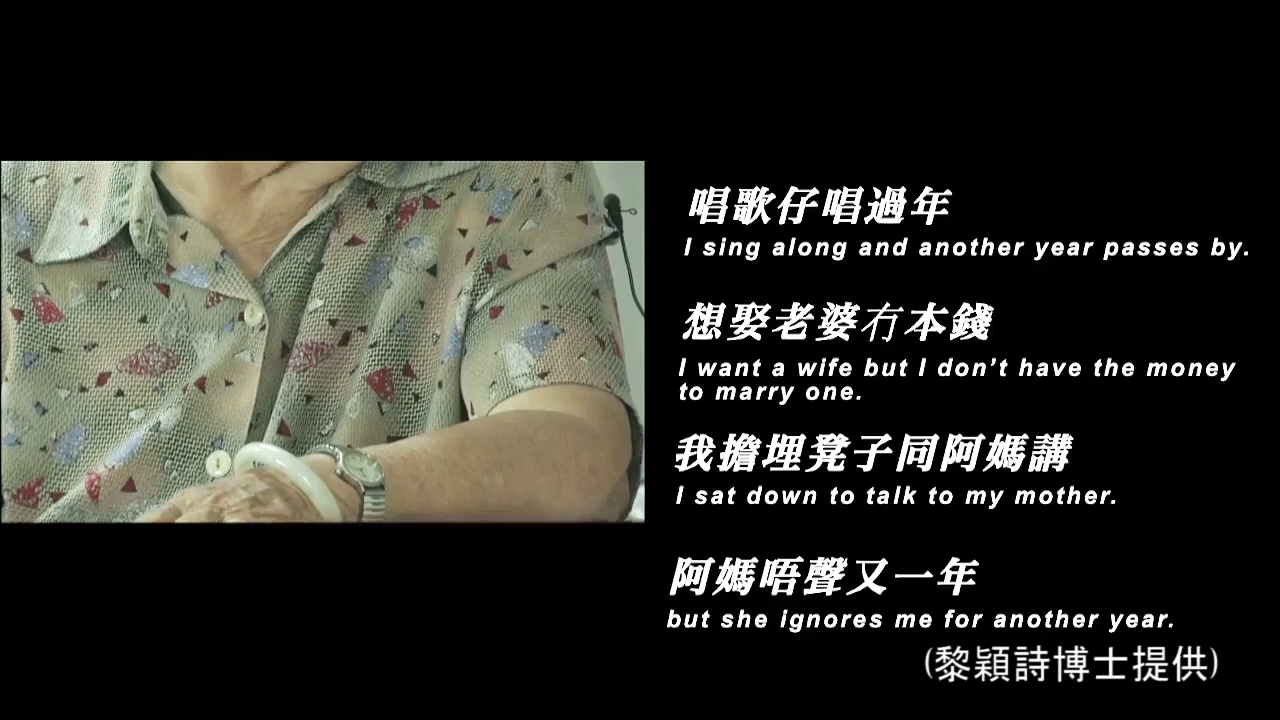 唱歌仔唱過年
I sing along and another year passes by.
想娶老婆冇本錢
I want a wife but I don’t have the money
to marry one.
我擔埋凳子同阿媽講
I sat down to talk to my mother.
阿媽唔聲又一年
but she ignores me for another year.
(黎穎詩博士提供)